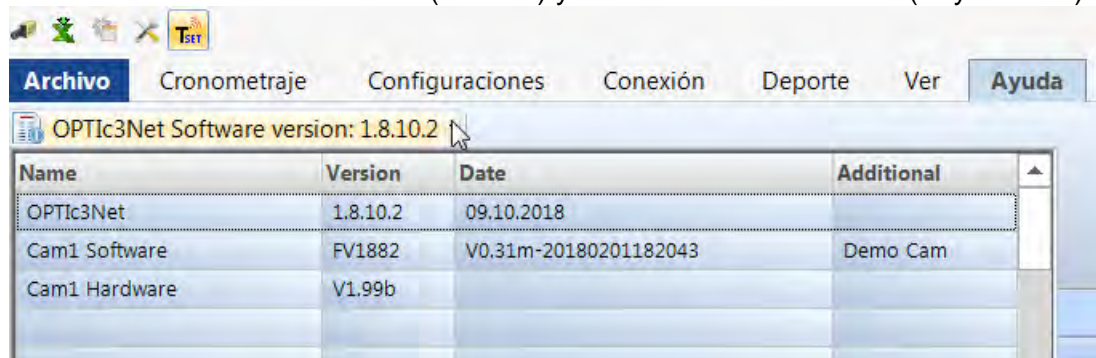 TSET
Archivo Cronometraje Configuraciones Conexión Deporte Ver Ayuda
OPTIc3Net Software version: 1.8.10.2
Name Version Date Additional
OPTIc3Net 1.8.10.2 09.10.2018
Cam1 Software FV1882 V0.31m-20180201182043 Demo Cam
Cam1 Hardware V1.99b